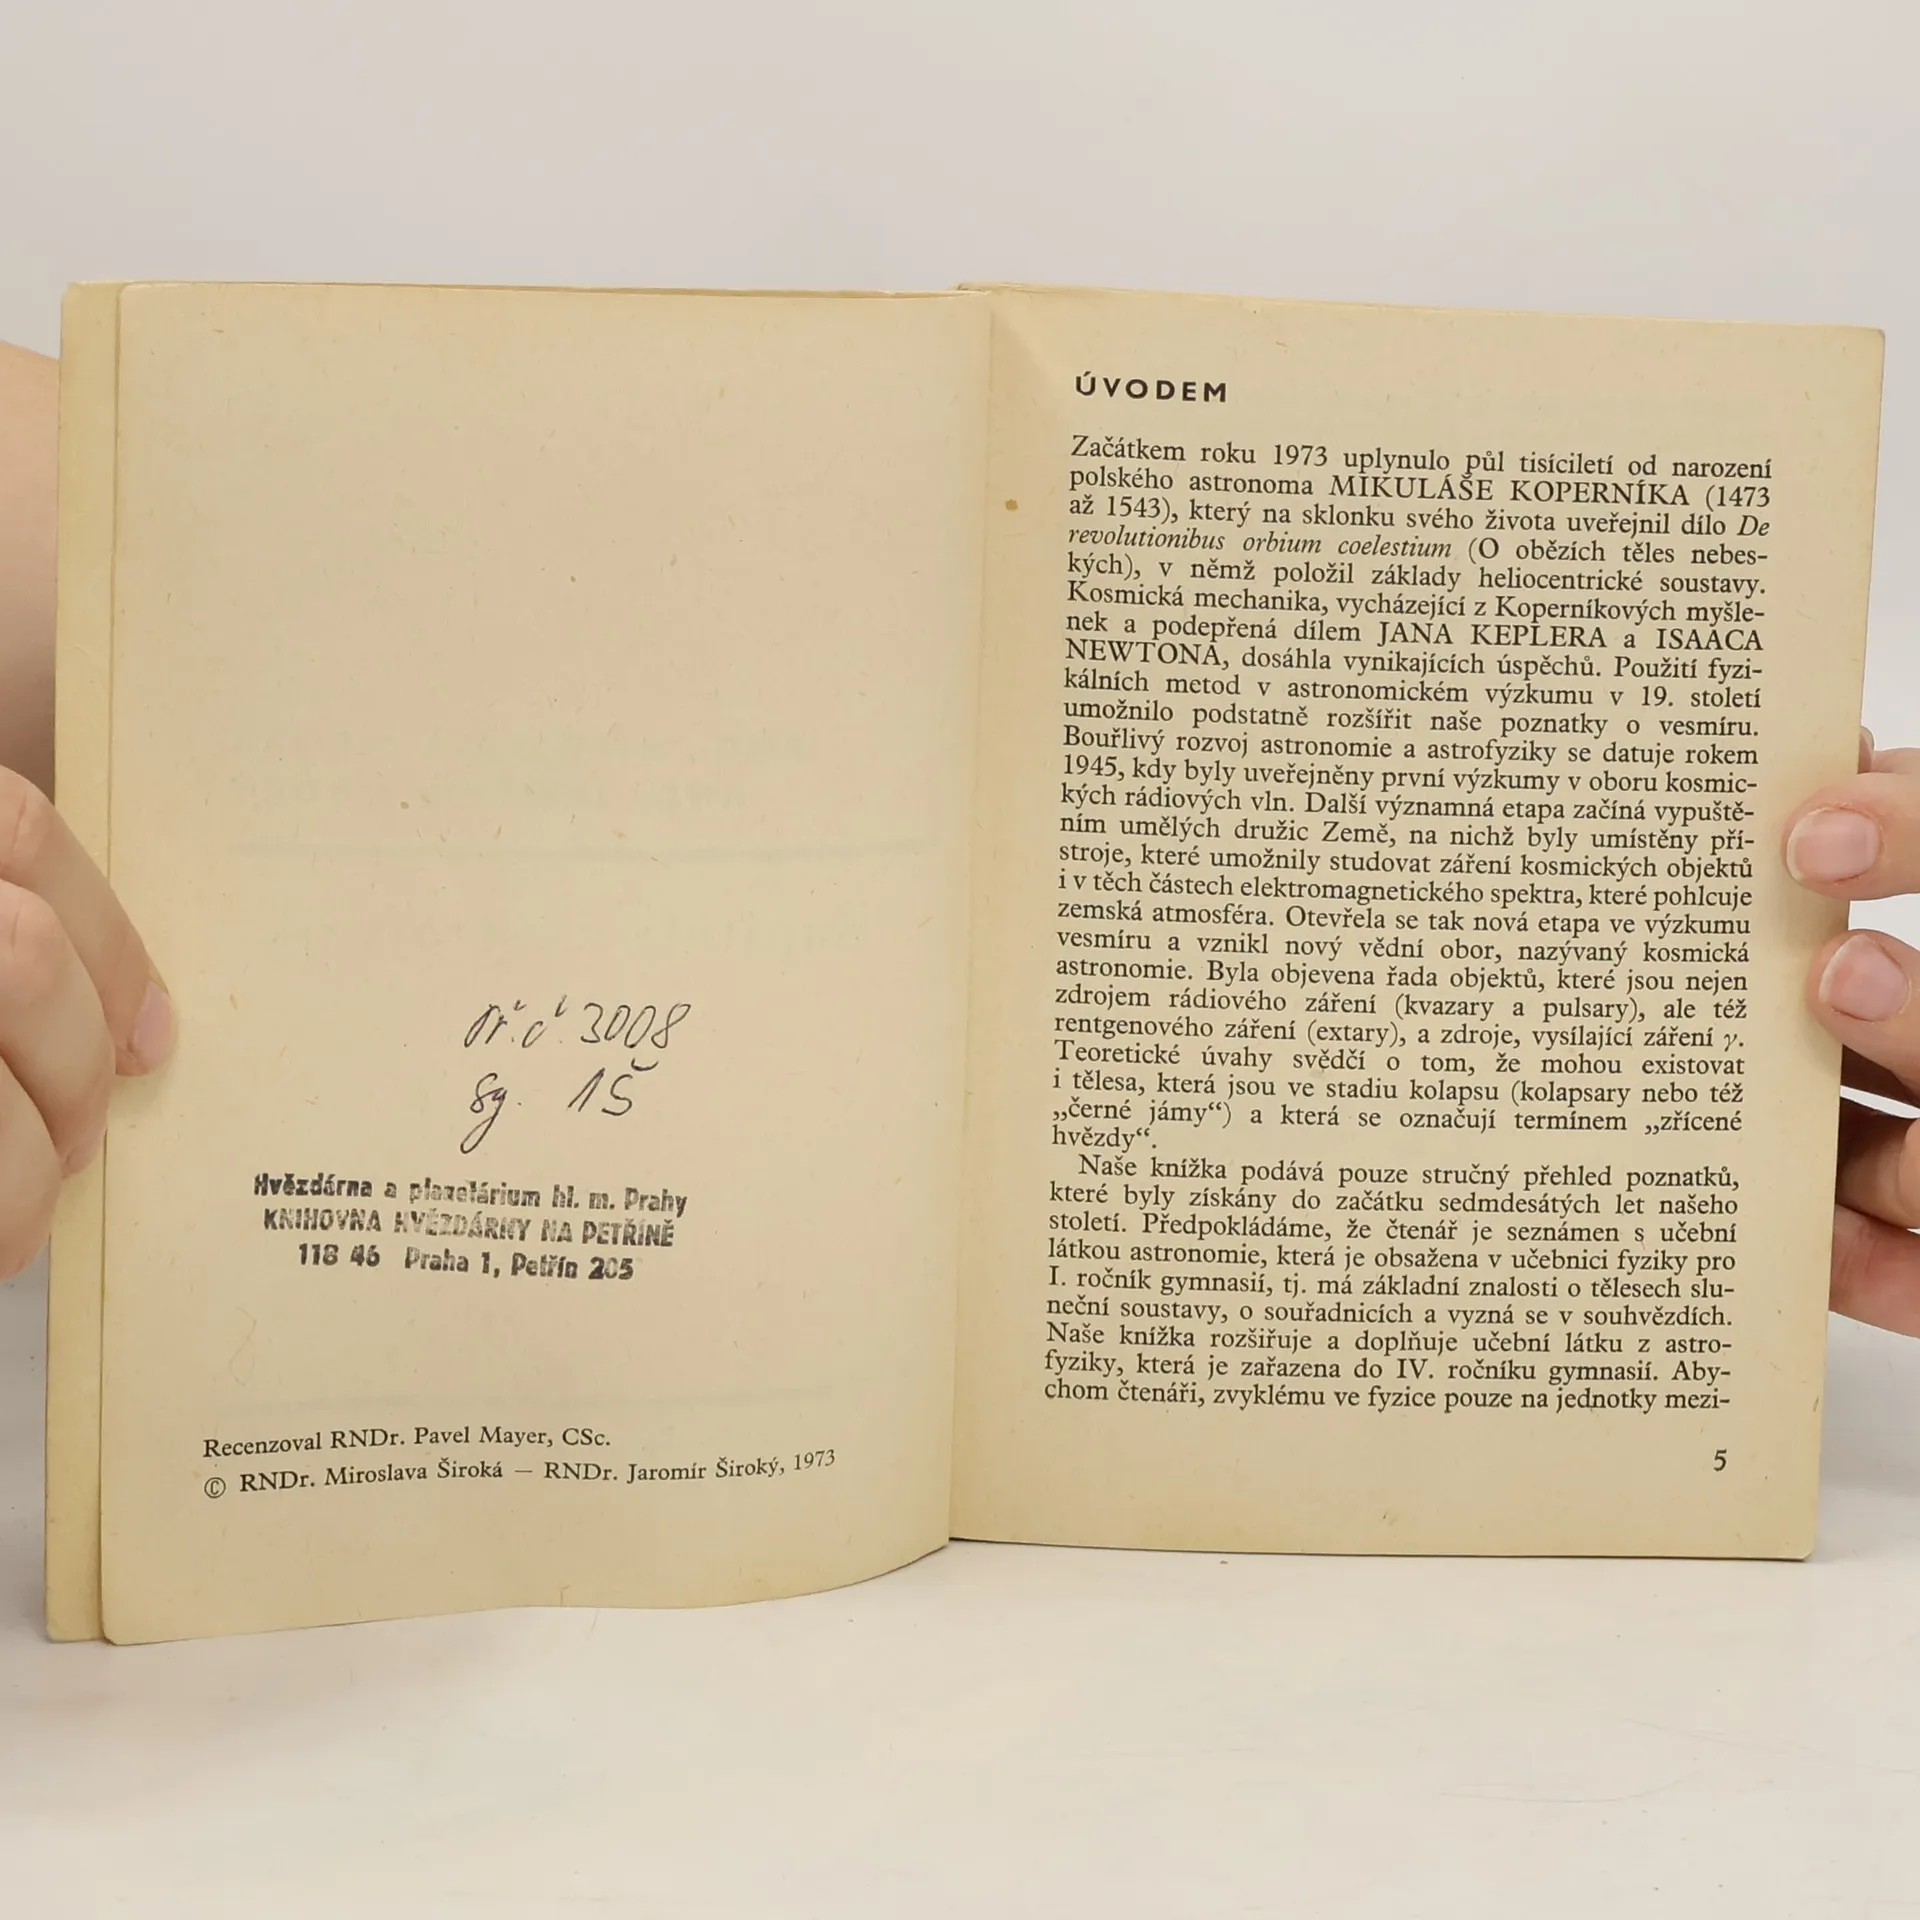 Př. č. 3008
sg. 1Š
Hvězdárna a planetárium hl. m. Prahy
KNIHOVNA HVĚZDÁRNY NA PETŘÍNĚ
118 46 Praha 1, Petřín 205
Recenzoval RNDr. Pavel Mayer, CSc.
© RNDr. Miroslava Široká — RNDr. Jaromír Široký, 1973
ÚVODEM
Začátkem roku 1973 uplynulo půl tisíciletí od narození
polského astronoma MIKULÁŠE KOPERNÍKA (1473
až 1543), který na sklonku svého života uveřejnil dílo De
revolutionibus orbium coelestium (O obězích těles nebes-
kých), v němž položil základy heliocentrické soustavy.
Kosmická mechanika, vycházející z Koperníkových myšle-
nek a podepřená dílem JANA KEPLERA a ISAACA
NEWTONA, dosáhla vynikajících úspěchů. Použití fyzi-
kálních metod v astronomickém výzkumu v 19. století
umožnilo podstatně rozšířit naše poznatky o vesmíru.
Bouřlivý rozvoj astronomie a astrofyziky se datuje rokem
1945, kdy byly uveřejněny první výzkumy v oboru kosmic-
kých rádiových vln. Další významná etapa začíná vypuště-
ním umělých družic Země, na nichž byly umístěny pří-
stroje, které umožnily studovat záření kosmických objektů
i v těch částech elektromagnetického spektra, které pohlcuje
zemská atmosféra. Otevřela se tak nová etapa ve výzkumu
vesmíru a vznikl nový vědní obor, nazývaný kosmická
astronomie. Byla objevena řada objektů, které jsou nejen
zdrojem rádiového záření (kvazary a pulsary), ale též
rentgenového záření (extary), a zdroje, vysílající záření γ.
Teoretické úvahy svědčí o tom, že mohou existovat
i tělesa, která jsou ve stadiu kolapsu (kolapsary nebo též
„černé jámy“) a která se označují termínem „zřícené
hvězdy“.
Naše knížka podává pouze stručný přehled poznatků,
které byly získány do začátku sedmdesátých let našeho
století. Předpokládáme, že čtenář je seznámen s učební
látkou astronomie, která je obsažena v učebnici fyziky pro
I. ročník gymnasií, tj. má základní znalosti o tělesech slu-
neční soustavy, o souřadnicích a vyzná se v souhvězdích.
Naše knížka rozšiřuje a doplňuje učební látku z astro-
fyziky, která je zařazena do IV. ročníku gymnasií. Aby-
chom čtenáři, zvyklému ve fyzice pouze na jednotky mezi-
5